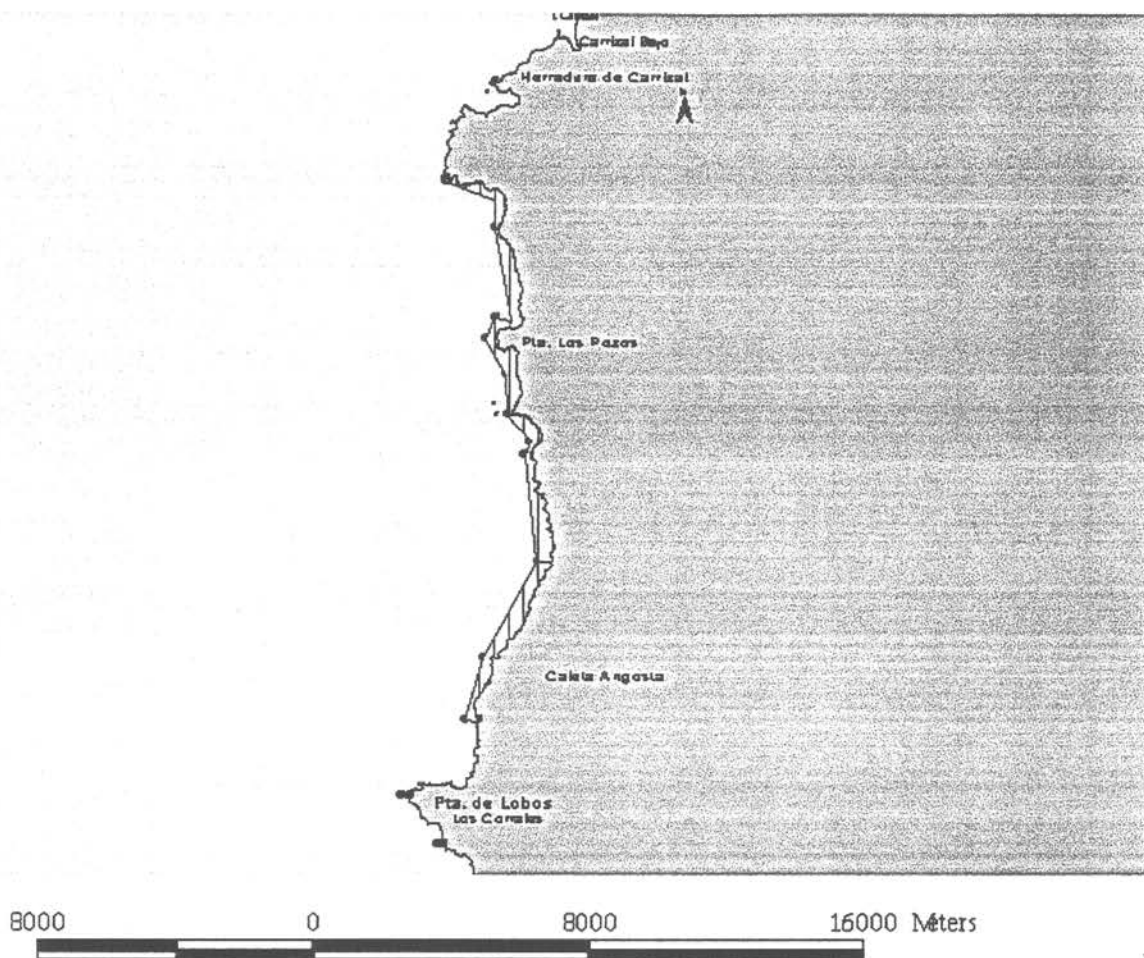 Carrizal Bajo
Herradura de Carrizal
Pta. Los Pozos
Caleta Angosta
Pta. de Lobos
Los Corrales
8000 0 8000 16000 Meters